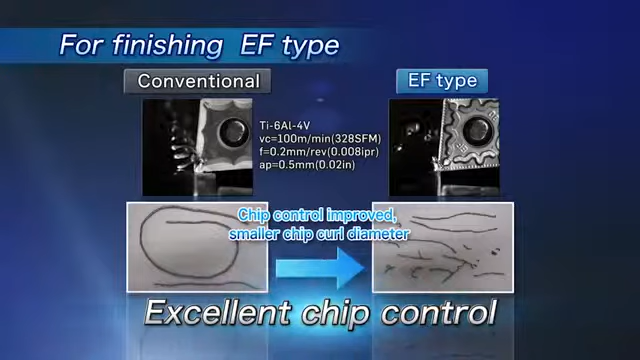 For finishing EF type
Conventional
EF type
Ti-6Al-4V
vc=100m/min(328SFM)
f=0.2mm/rev(0.008ipr)
ap=0.5mm(0.02in)
Chip control improved,
smaller chip curl diameter
Excellent chip control